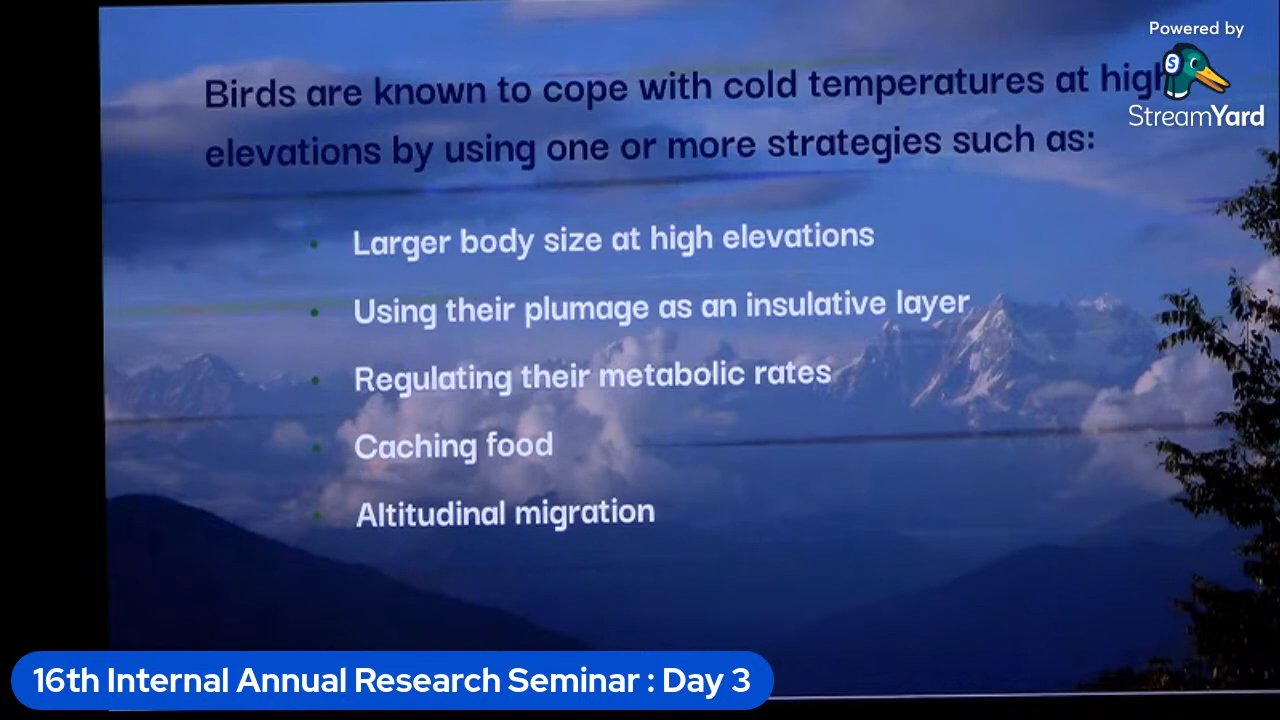 Powered by
StreamYard
Birds are known to cope with cold temperatures at high
elevations by using one or more strategies such as:
Larger body size at high elevations
Using their plumage as an insulative layer
Regulating their metabolic rates
Caching food
Altitudinal migration
16th Internal Annual Research Seminar : Day 3